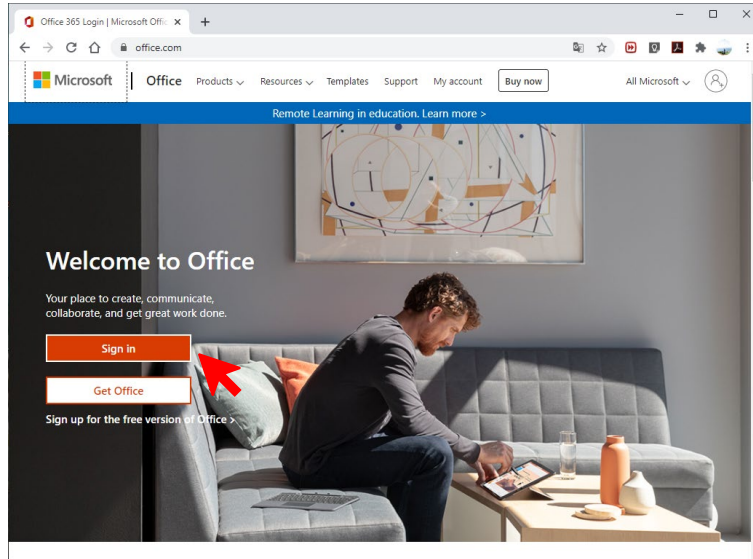 Office 365 Login | Microsoft Offic
office.com
Microsoft
Office
Products
Resources
Templates
Support
My account
Buy now
All Microsoft
Remote Learning in education. Learn more >
Welcome to Office
Your place to create, communicate,
collaborate, and get great work done.
Sign in
Get Office
Sign up for the free version of Office >